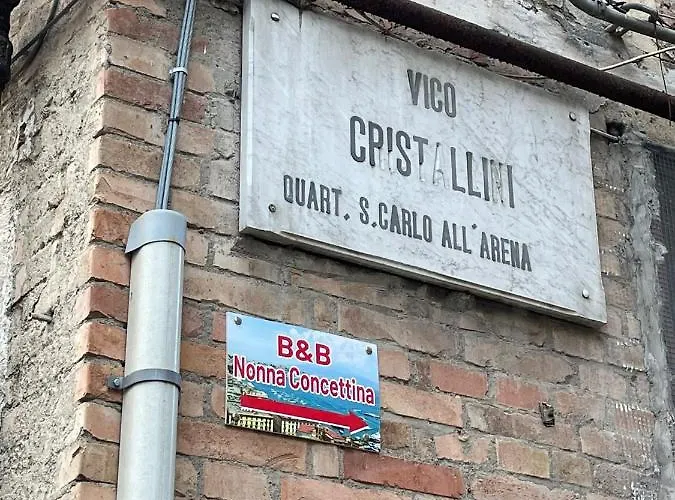 VICO
CRISTALLINI
QUART. S. CARLO ALL'ARENA
B&B
Nonna Concettina